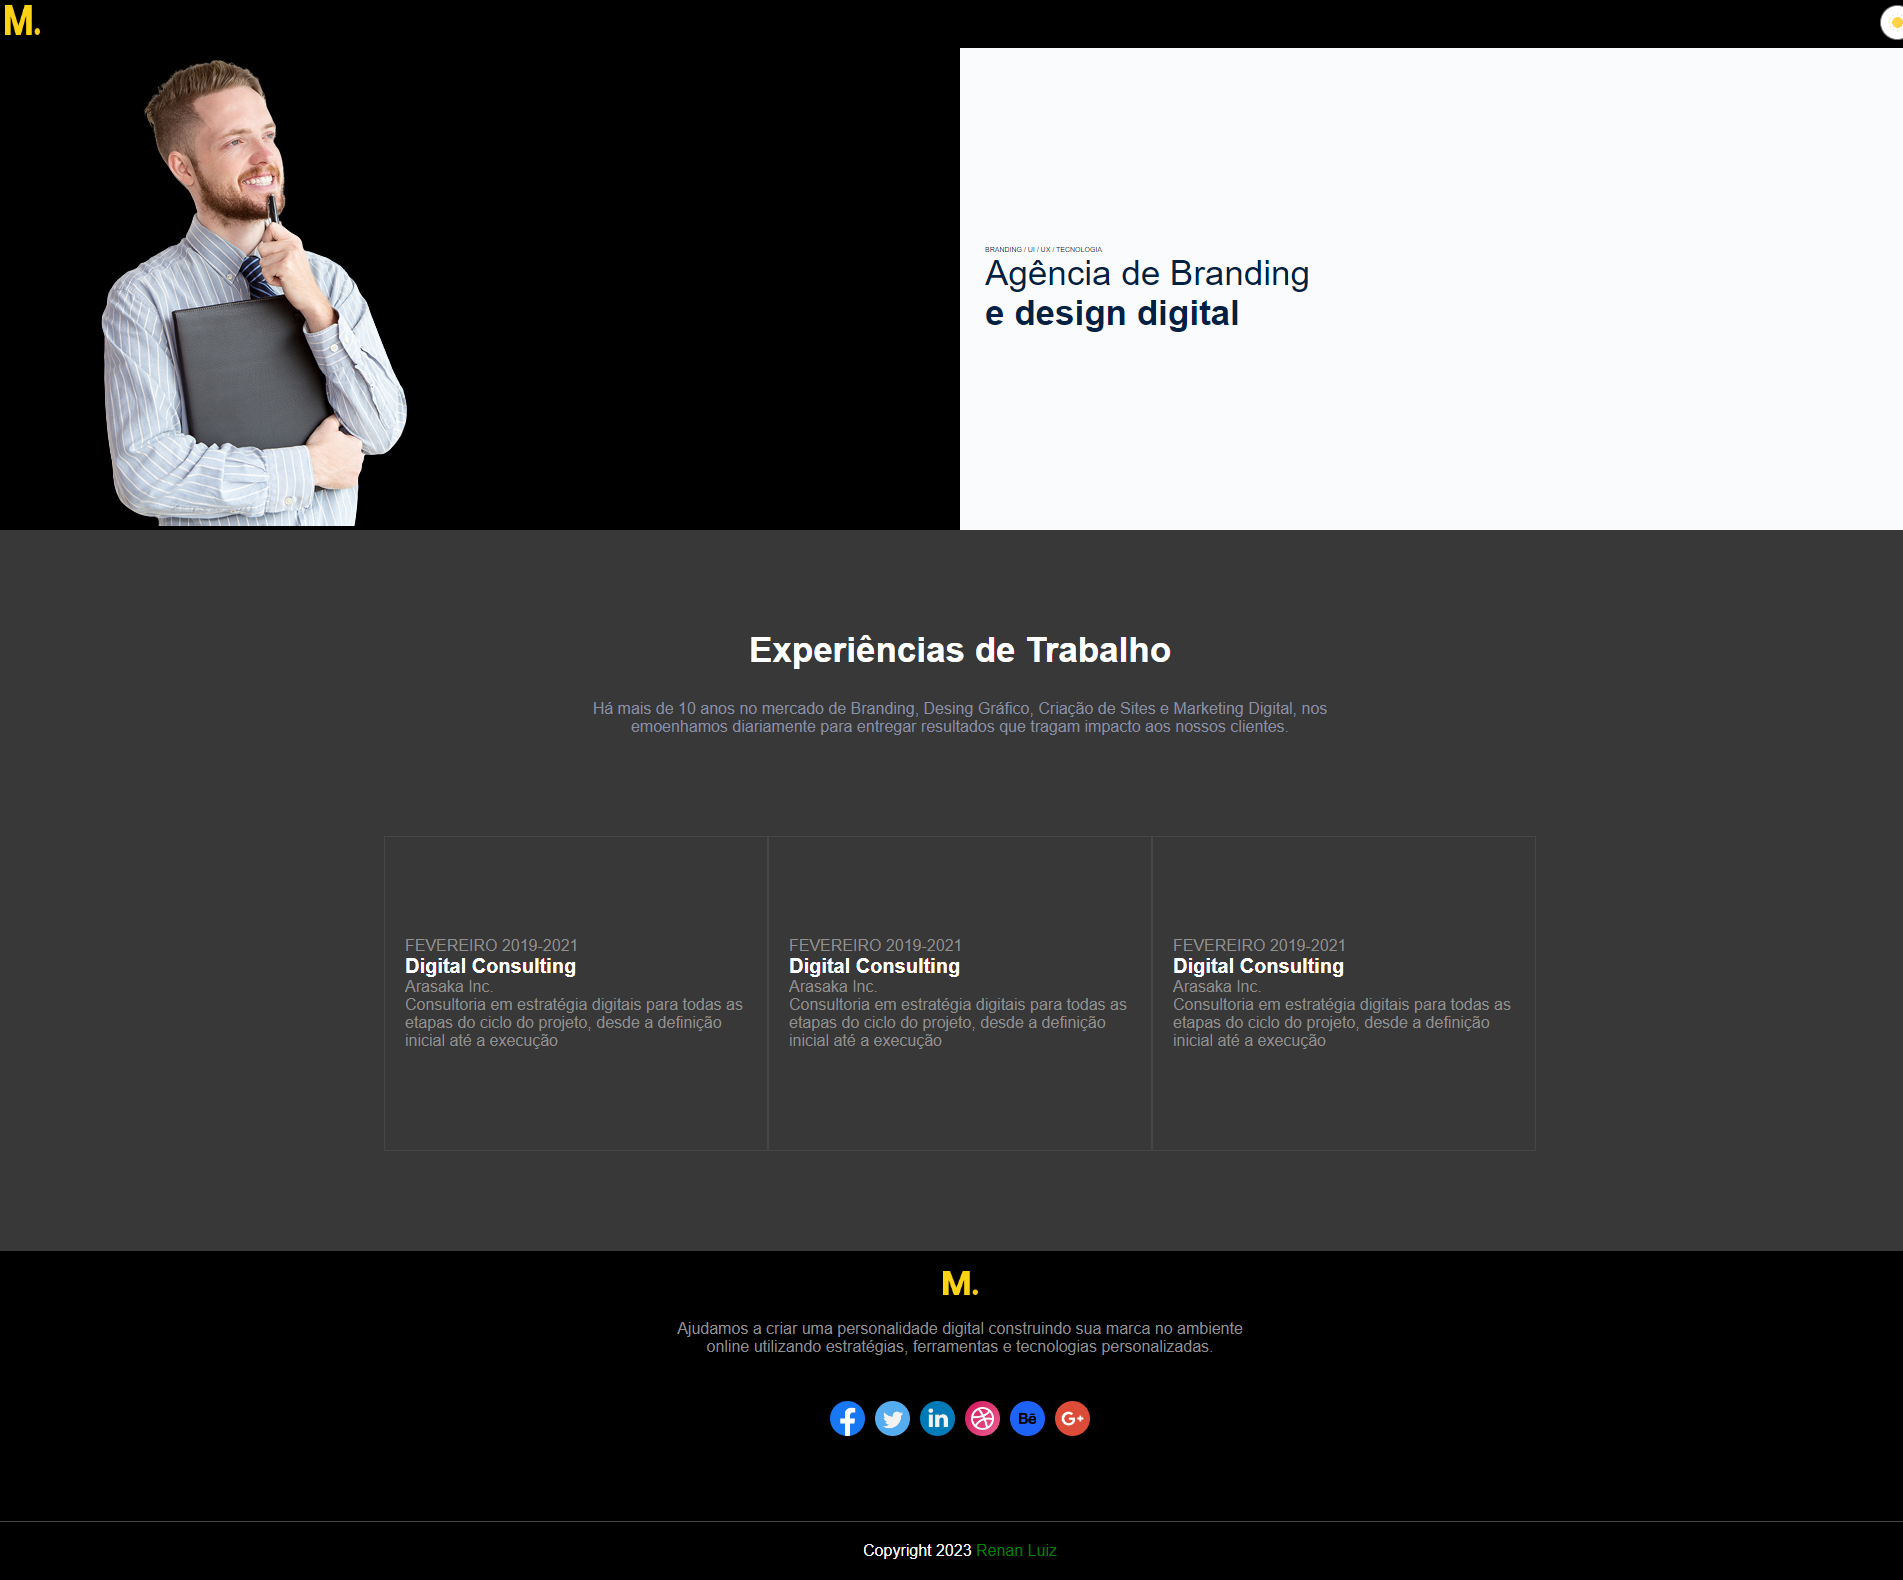 M.
BRANDING / UI / UX / TECNOLOGIA
Agência de Branding
e design digital
Experiências de Trabalho
Há mais de 10 anos no mercado de Branding, Desing Gráfico, Criação de Sites e Marketing Digital, nos
emoenhamos diariamente para entregar resultados que tragam impacto aos nossos clientes.
FEVEREIRO 2019-2021
Digital Consulting
Arasaka Inc.
Consultoria em estratégia digitais para todas as
etapas do ciclo do projeto, desde a definição
inicial até a execução
FEVEREIRO 2019-2021
Digital Consulting
Arasaka Inc.
Consultoria em estratégia digitais para todas as
etapas do ciclo do projeto, desde a definição
inicial até a execução
FEVEREIRO 2019-2021
Digital Consulting
Arasaka Inc.
Consultoria em estratégia digitais para todas as
etapas do ciclo do projeto, desde a definição
inicial até a execução
M.
Ajudamos a criar uma personalidade digital construindo sua marca no ambiente
online utilizando estratégias, ferramentas e tecnologias personalizadas.
f in Bē G+
Copyright 2023 Renan Luiz